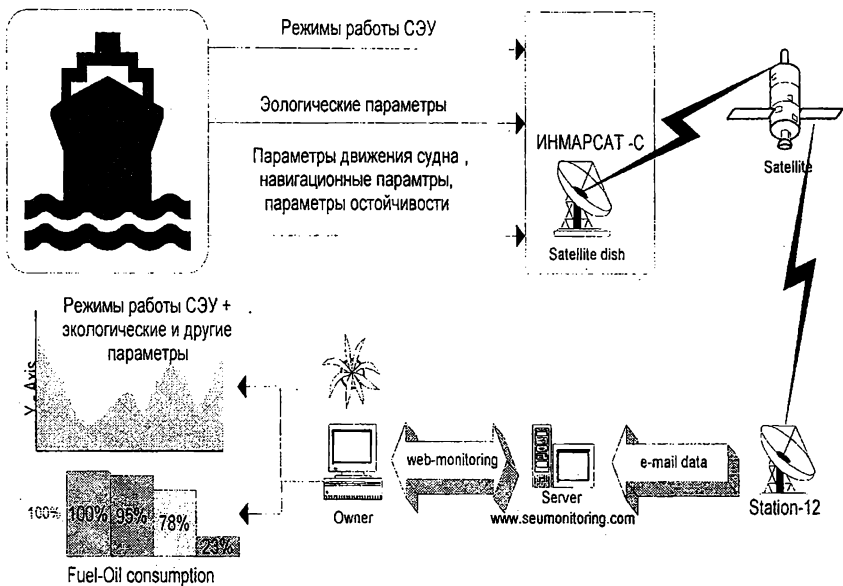 Режимы работы СЭУ
Эологические параметры
Параметры движения судна ,
навигационные парамтры,
параметры остойчивости
ИНМАРСАТ -С
Satellite dish
Satellite
Режимы работы СЭУ +
экологические и другие
параметры
Y - Axis
100%
100%
95%
78%
23%
Fuel-Oil consumption
Owner
web-monitoring
Server
www.seumonitoring.com
e-mail data
Station-12